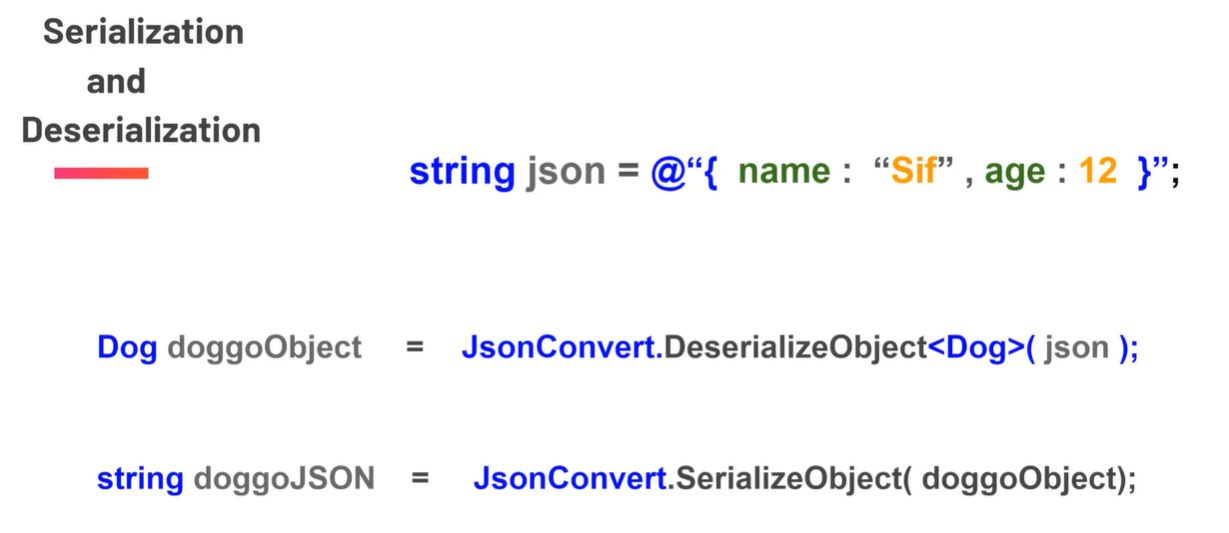 Serialization
and
Deserialization
string json = @“{ name : “Sif” , age : 12 }”;
Dog doggoObject = JsonConvert.DeserializeObject<Dog>( json );
string doggoJSON = JsonConvert.SerializeObject( doggoObject);